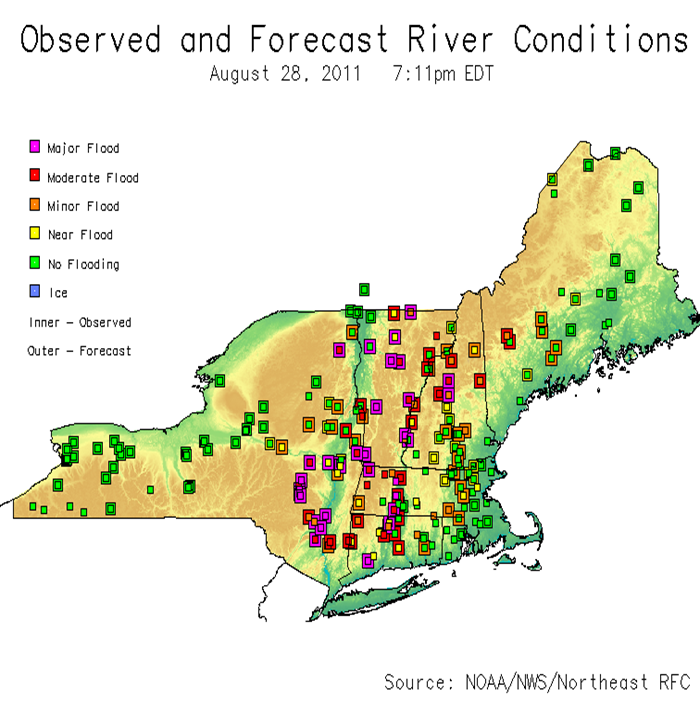 Observed and Forecast River Conditions
August 28, 2011 7:11pm EDT
Major Flood
Moderate Flood
Minor Flood
Near Flood
No Flooding
Ice
Inner - Observed
Outer - Forecast
Source: NOAA/NWS/Northeast RFC